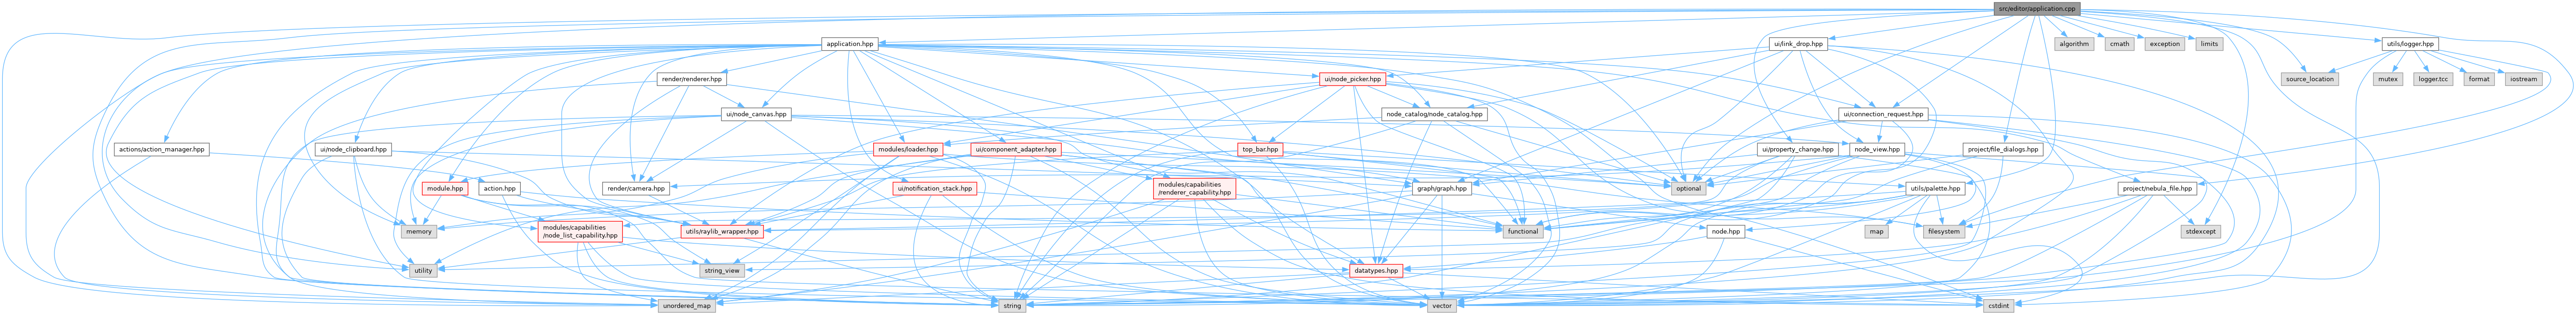 src/editor/application.cpp
application.hpp
ui/link_drop.hpp
algorithm
cmath
exception
limits
utils/logger.hpp
render/renderer.hpp
ui/node_picker.hpp
source_location
mutex
logger.tcc
format
iostream
ui/node_canvas.hpp
node_catalog/node_catalog.hpp
ui/connection_request.hpp
actions/action_manager.hpp
ui/node_clipboard.hpp
modules/loader.hpp
ui/component_adapter.hpp
top_bar.hpp
ui/property_change.hpp
node_view.hpp
project/file_dialogs.hpp
module.hpp
action.hpp
render/camera.hpp
ui/notification_stack.hpp
modules/capabilities
/renderer_capability.hpp
graph/graph.hpp
optional
utils/palette.hpp
project/nebula_file.hpp
memory
modules/capabilities
/node_list_capability.hpp
utils/raylib_wrapper.hpp
functional
node.hpp
map
filesystem
stdexcept
utility
string_view
datatypes.hpp
unordered_map
string
vector
cstdint